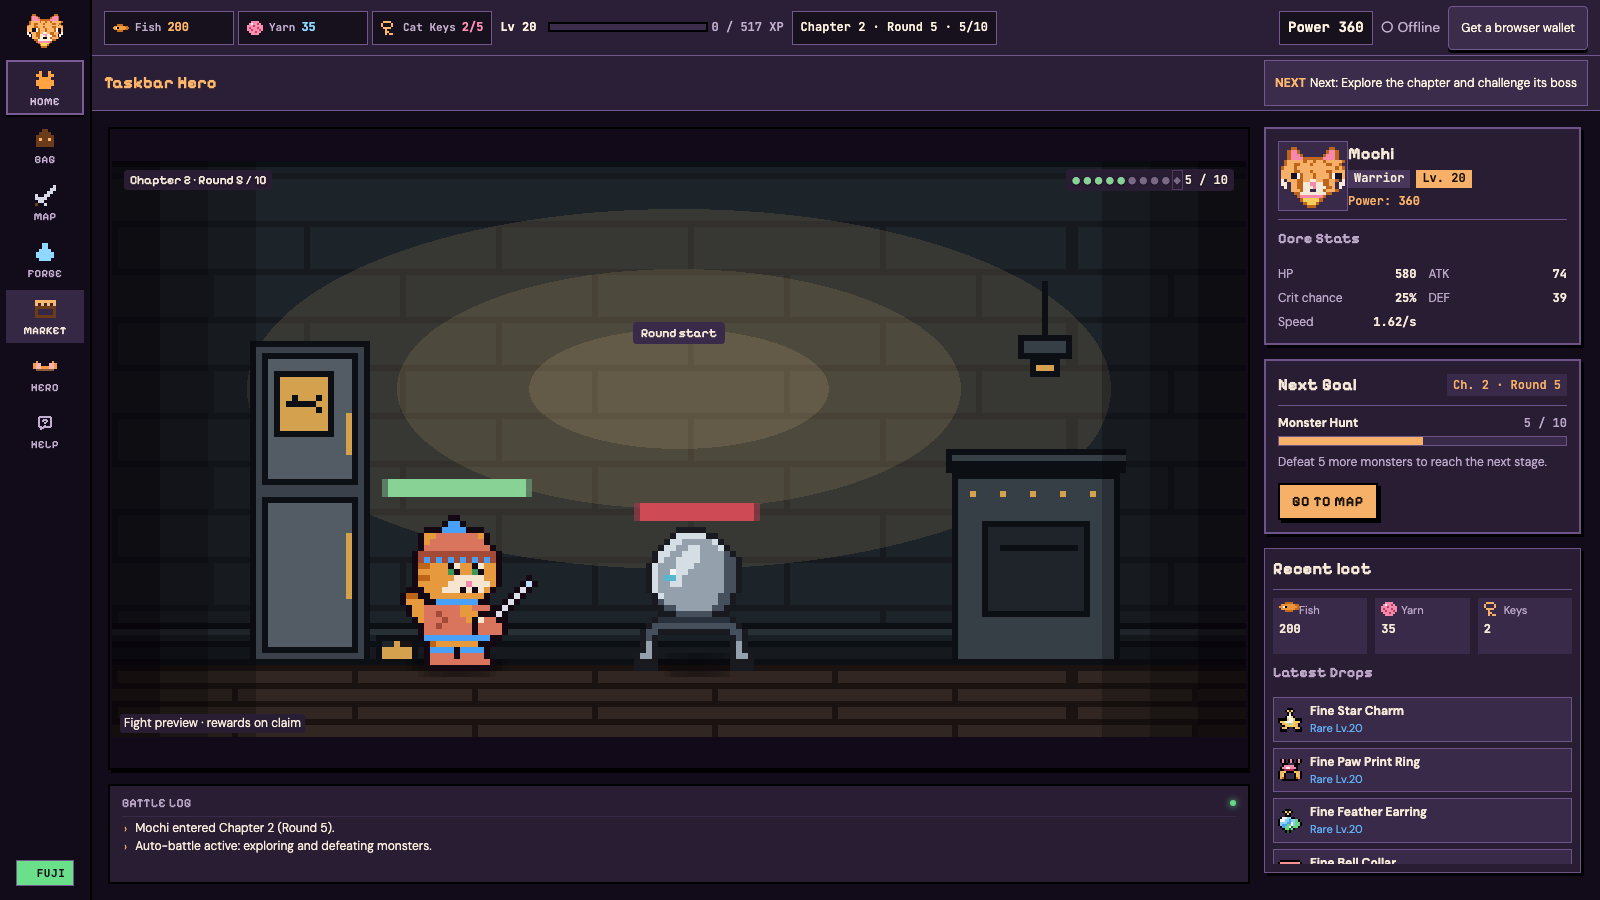 Fish 200
Yarn 35
Cat Keys 2/5
Lv 20
0 / 517 XP
Chapter 2 · Round 5 · 5/10
Power 360
Offline
Get a browser wallet
HOME
BAG
MAP
FORGE
MARKET
HERO
HELP
FUJI
Taskbar Hero
NEXT Next: Explore the chapter and challenge its boss
Chapter 2 · Round 5 / 10
5 / 10
Round start
Fight preview · rewards on claim
BATTLE LOG
› Mochi entered Chapter 2 (Round 5).
› Auto-battle active: exploring and defeating monsters.
Mochi
Warrior Lv. 20
Power: 360
Core Stats
HP 580 ATK 74
Crit chance 25% DEF 39
Speed 1.62/s
Next Goal Ch. 2 · Round 5
Monster Hunt 5 / 10
Defeat 5 more monsters to reach the next stage.
GO TO MAP
Recent loot
Fish 200
Yarn 35
Keys 2
Latest Drops
Fine Star Charm
Rare Lv.20
Fine Paw Print Ring
Rare Lv.20
Fine Feather Earring
Rare Lv.20
Fine Bell Collar